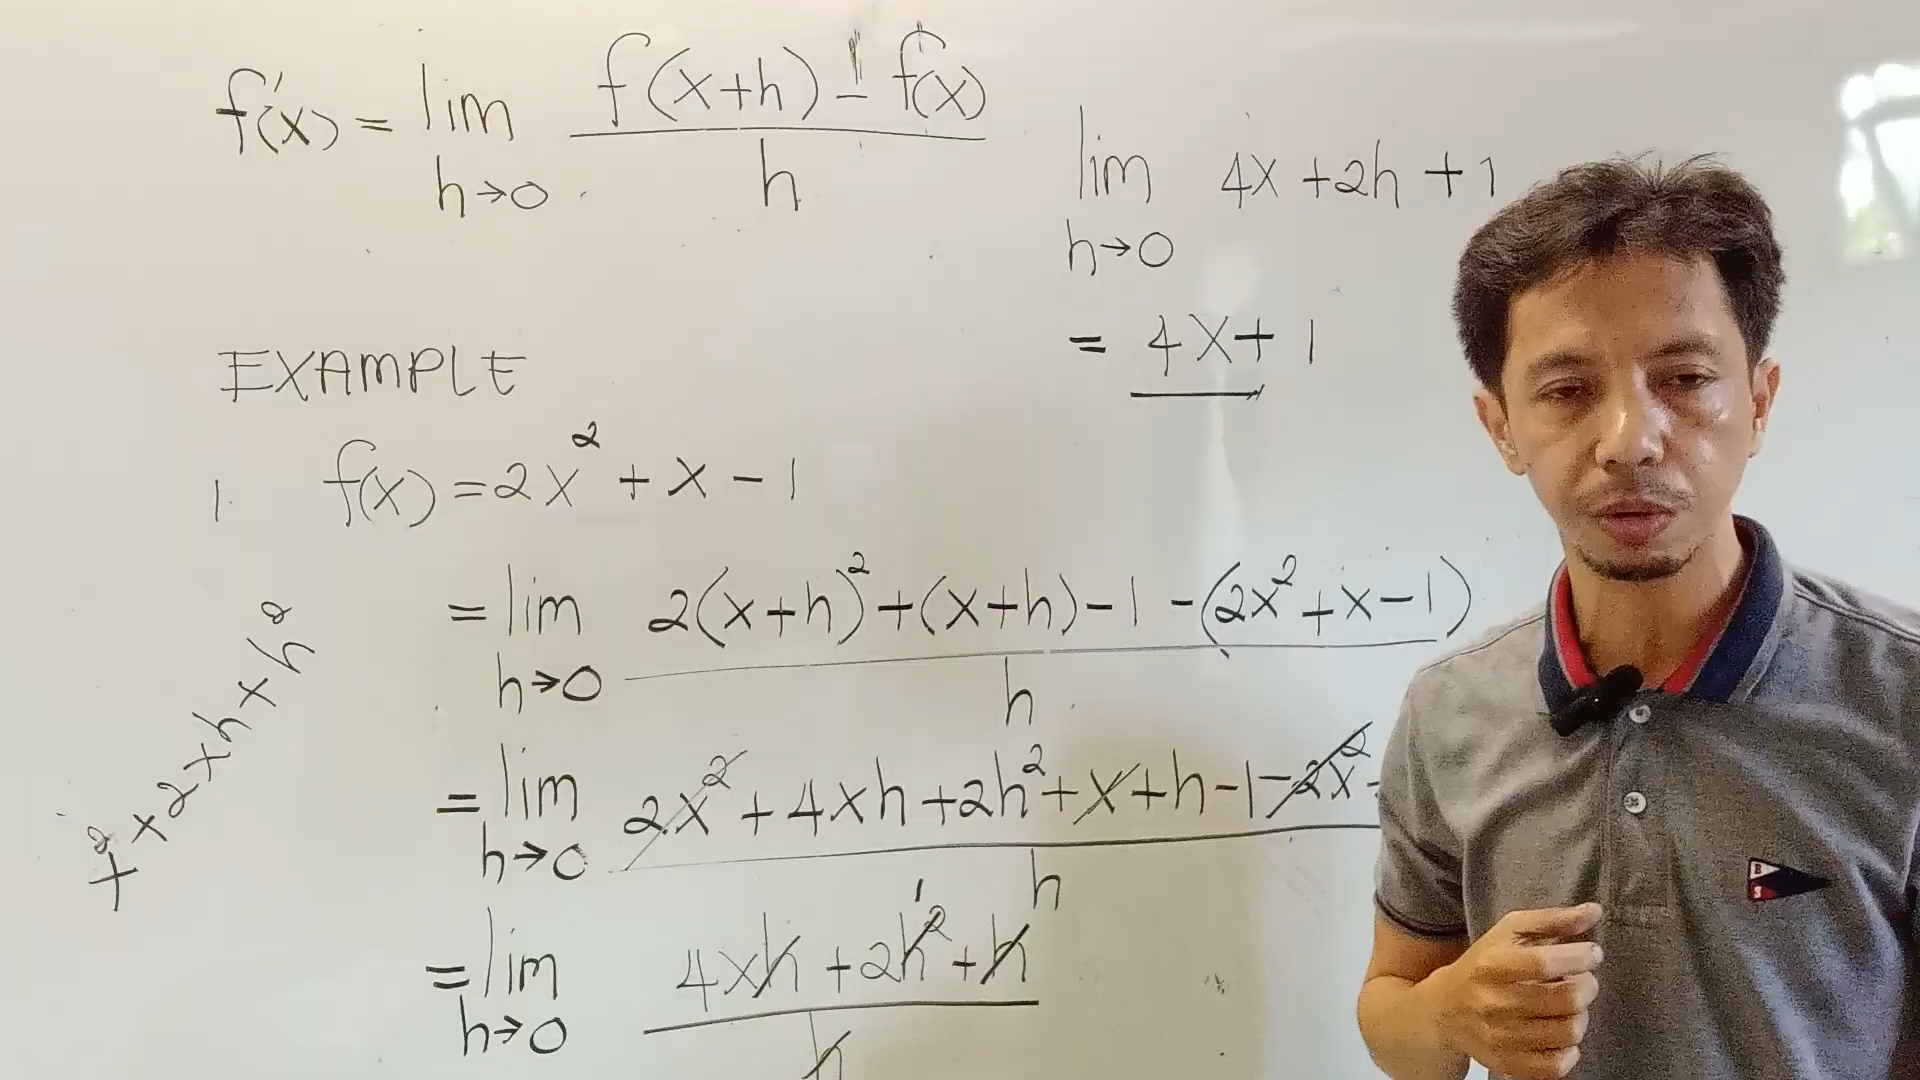 f'(x) = lim f(x+h) - f(x)
h→0 h
EXAMPLE
1. f(x) = 2x² + x - 1
= lim 2(x+h)² + (x+h) - 1 - (2x² + x - 1)
h→0 h
= lim 2x² + 4xh + 2h² + x + h - 1 - 2x² -
h→0 h
= lim 4xh + 2h² + h
h→0 h
lim 4x + 2h + 1
h→0
= 4x + 1
+² x 2xh + h²
B
S